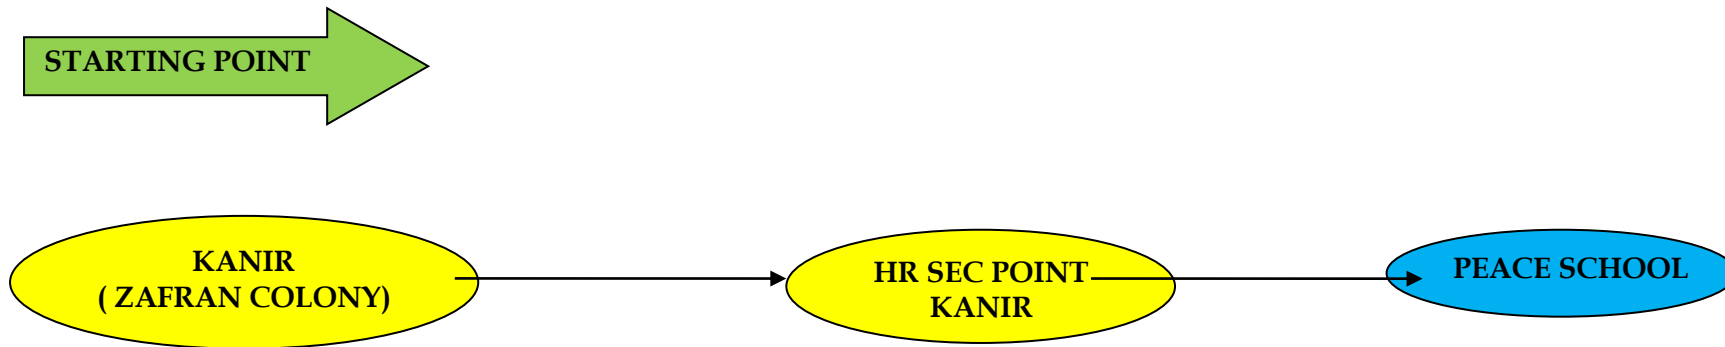 STARTING POINT
KANIR
( ZAFRAN COLONY)
HR SEC POINT
KANIR
PEACE SCHOOL